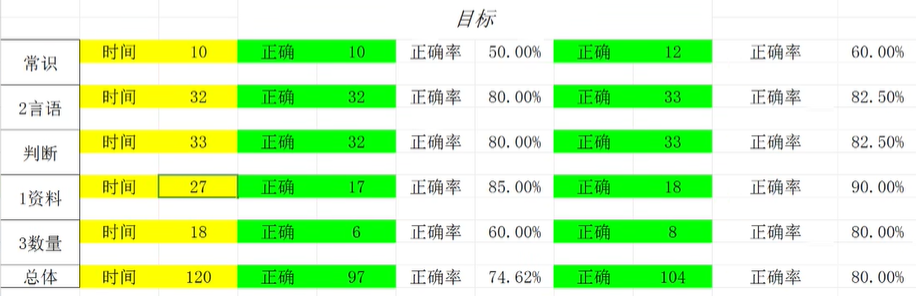 目标
常识 时间 10 正确 10 正确率 50.00% 正确 12 正确率 60.00%
2言语 时间 32 正确 32 正确率 80.00% 正确 33 正确率 82.50%
判断 时间 33 正确 32 正确率 80.00% 正确 33 正确率 82.50%
1资料 时间 27 正确 17 正确率 85.00% 正确 18 正确率 90.00%
3数量 时间 18 正确 6 正确率 60.00% 正确 8 正确率 80.00%
总体 时间 120 正确 97 正确率 74.62% 正确 104 正确率 80.00%